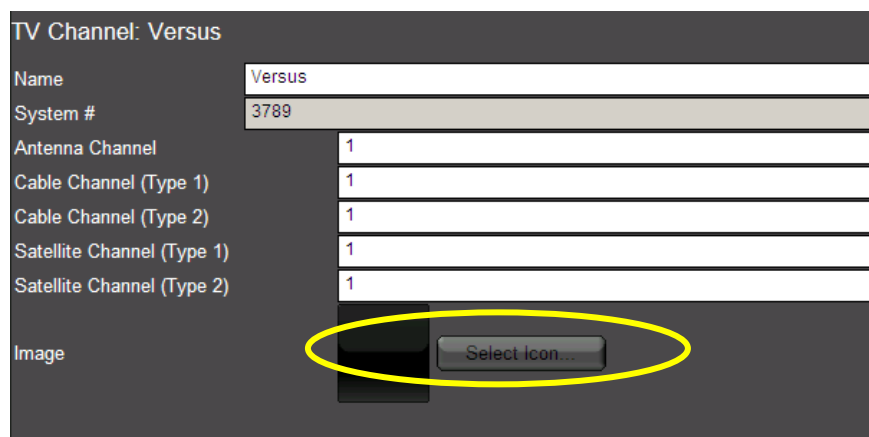 TV Channel: Versus
Name Versus
System # 3789
Antenna Channel 1
Cable Channel (Type 1) 1
Cable Channel (Type 2) 1
Satellite Channel (Type 1) 1
Satellite Channel (Type 2) 1
Image Select Icon...